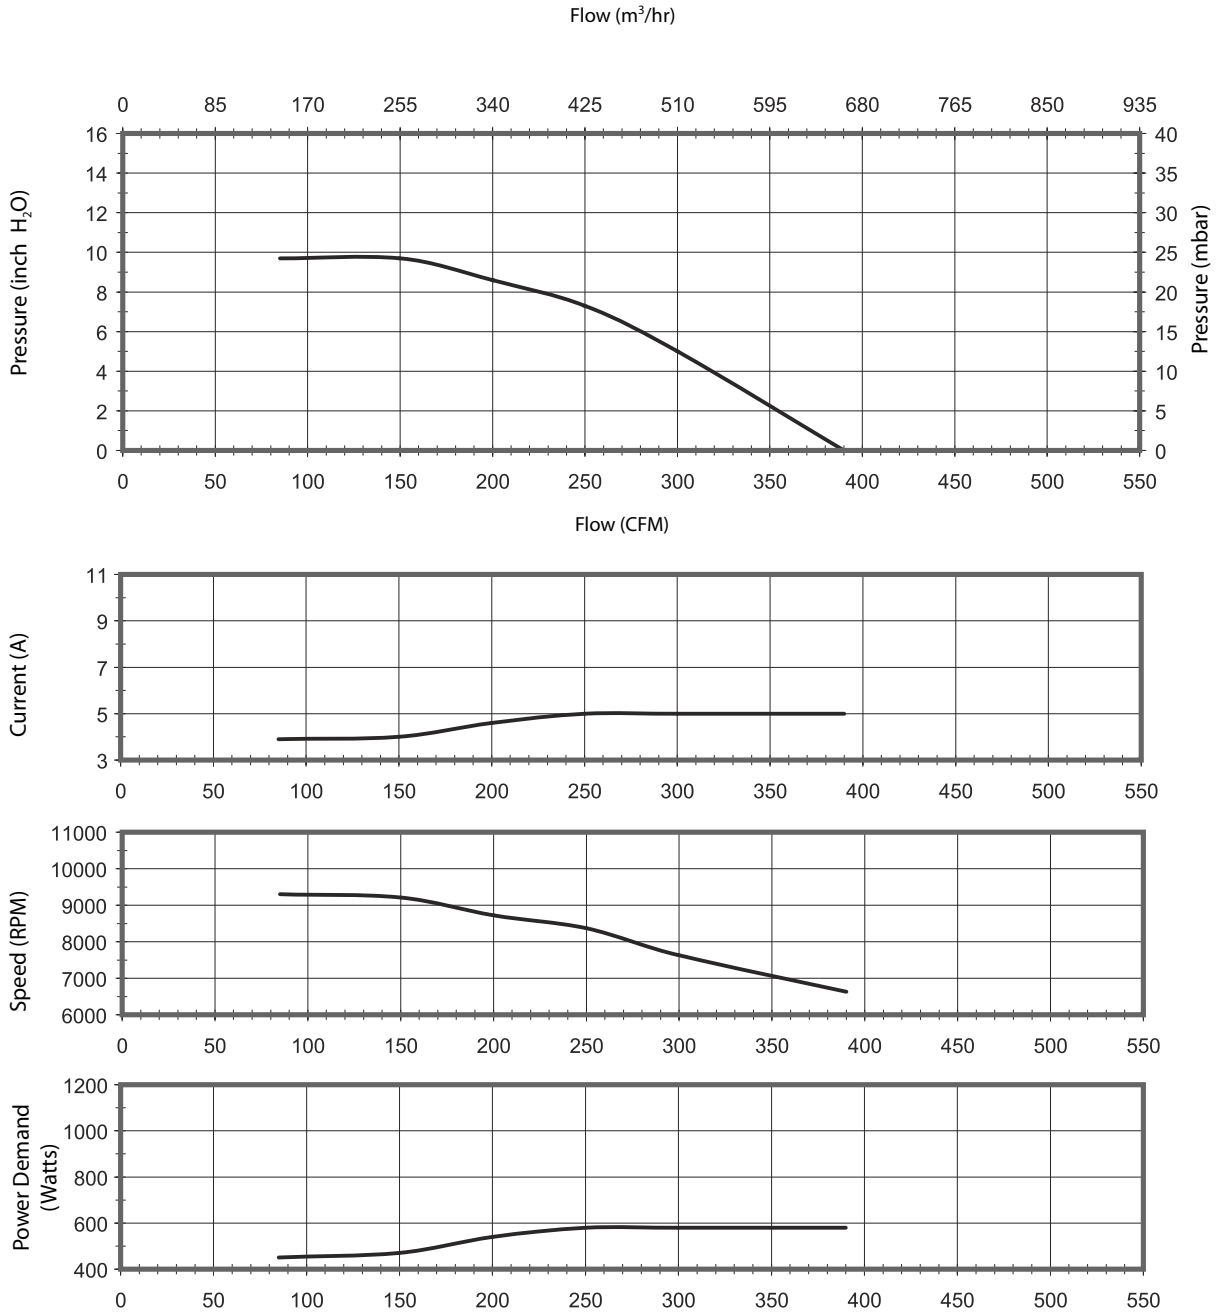 Flow (m³/hr)
0 85 170 255 340 425 510 595 680 765 850 935
Pressure (inch H₂O)
16 14 12 10 8 6 4 2 0
40 35 30 25 20 15 10 5 0
Pressure (mbar)
0 50 100 150 200 250 300 350 400 450 500 550
Flow (CFM)
Current (A)
11 9 7 5 3
0 50 100 150 200 250 300 350 400 450 500 550
Speed (RPM)
11000 10000 9000 8000 7000 6000
0 50 100 150 200 250 300 350 400 450 500 550
Power Demand
(Watts)
1200 1000 800 600 400
0 50 100 150 200 250 300 350 400 450 500 550